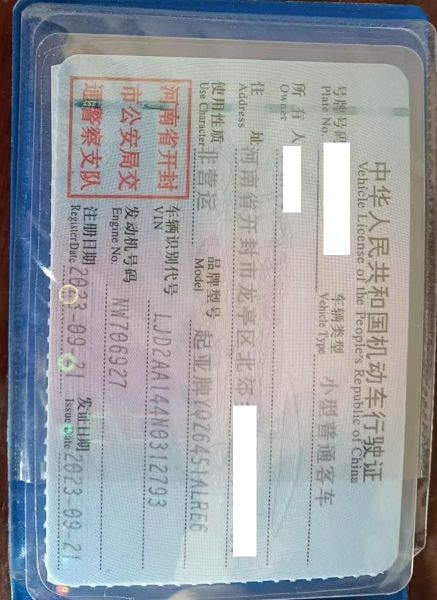 中华人民共和国机动车行驶证
Vehicle License of the People's Republic of China
号牌号码
Plate No.
车辆类型 小型普通客车
Vehicle Type
所有人
Owner
住址 河南省开封市龙亭区北郊
Address
使用性质 非营运
Use Character
品牌型号 起亚牌YQZ6451ALRE6
Model
河南省开封
市公安局交
通警察支队
车辆识别代号 LJD2AA144N0312793
VIN
发动机号码 NW706927
Engine No.
注册日期 2023-09-21
Register Date
发证日期 2023-09-21
Issue Date